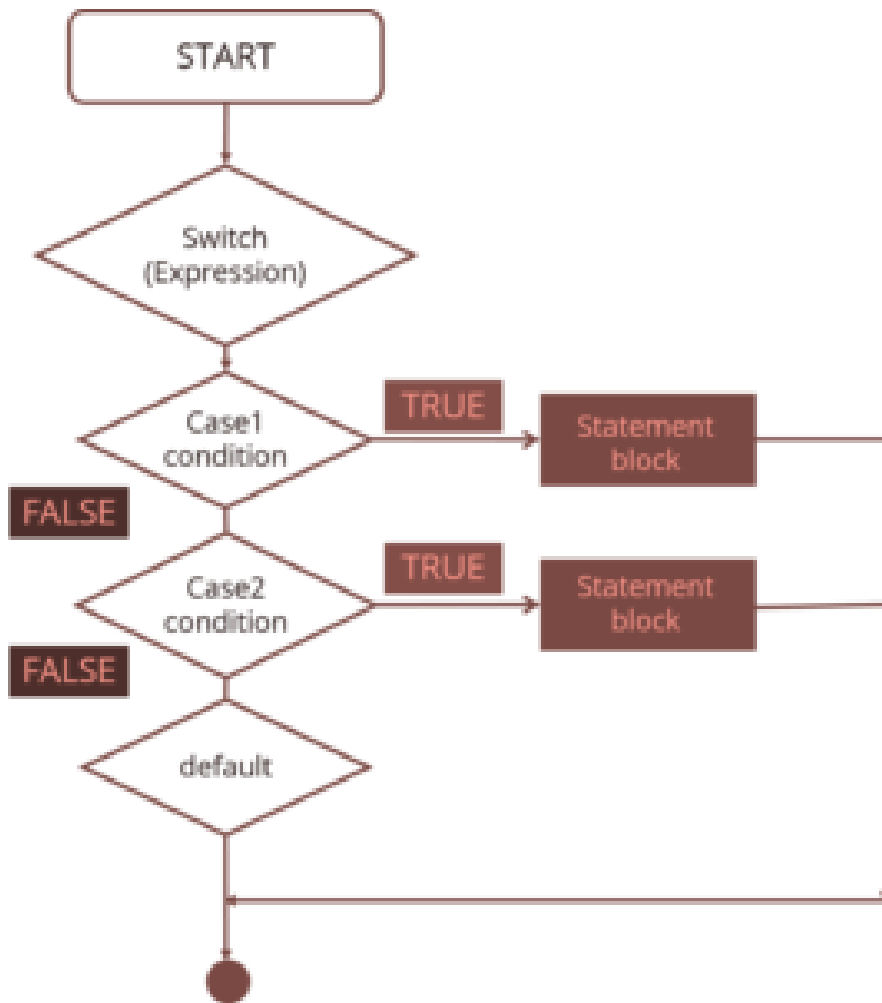 START
Switch
(Expression)
Case1
condition
TRUE
Statement
block
FALSE
Case2
condition
TRUE
Statement
block
FALSE
default